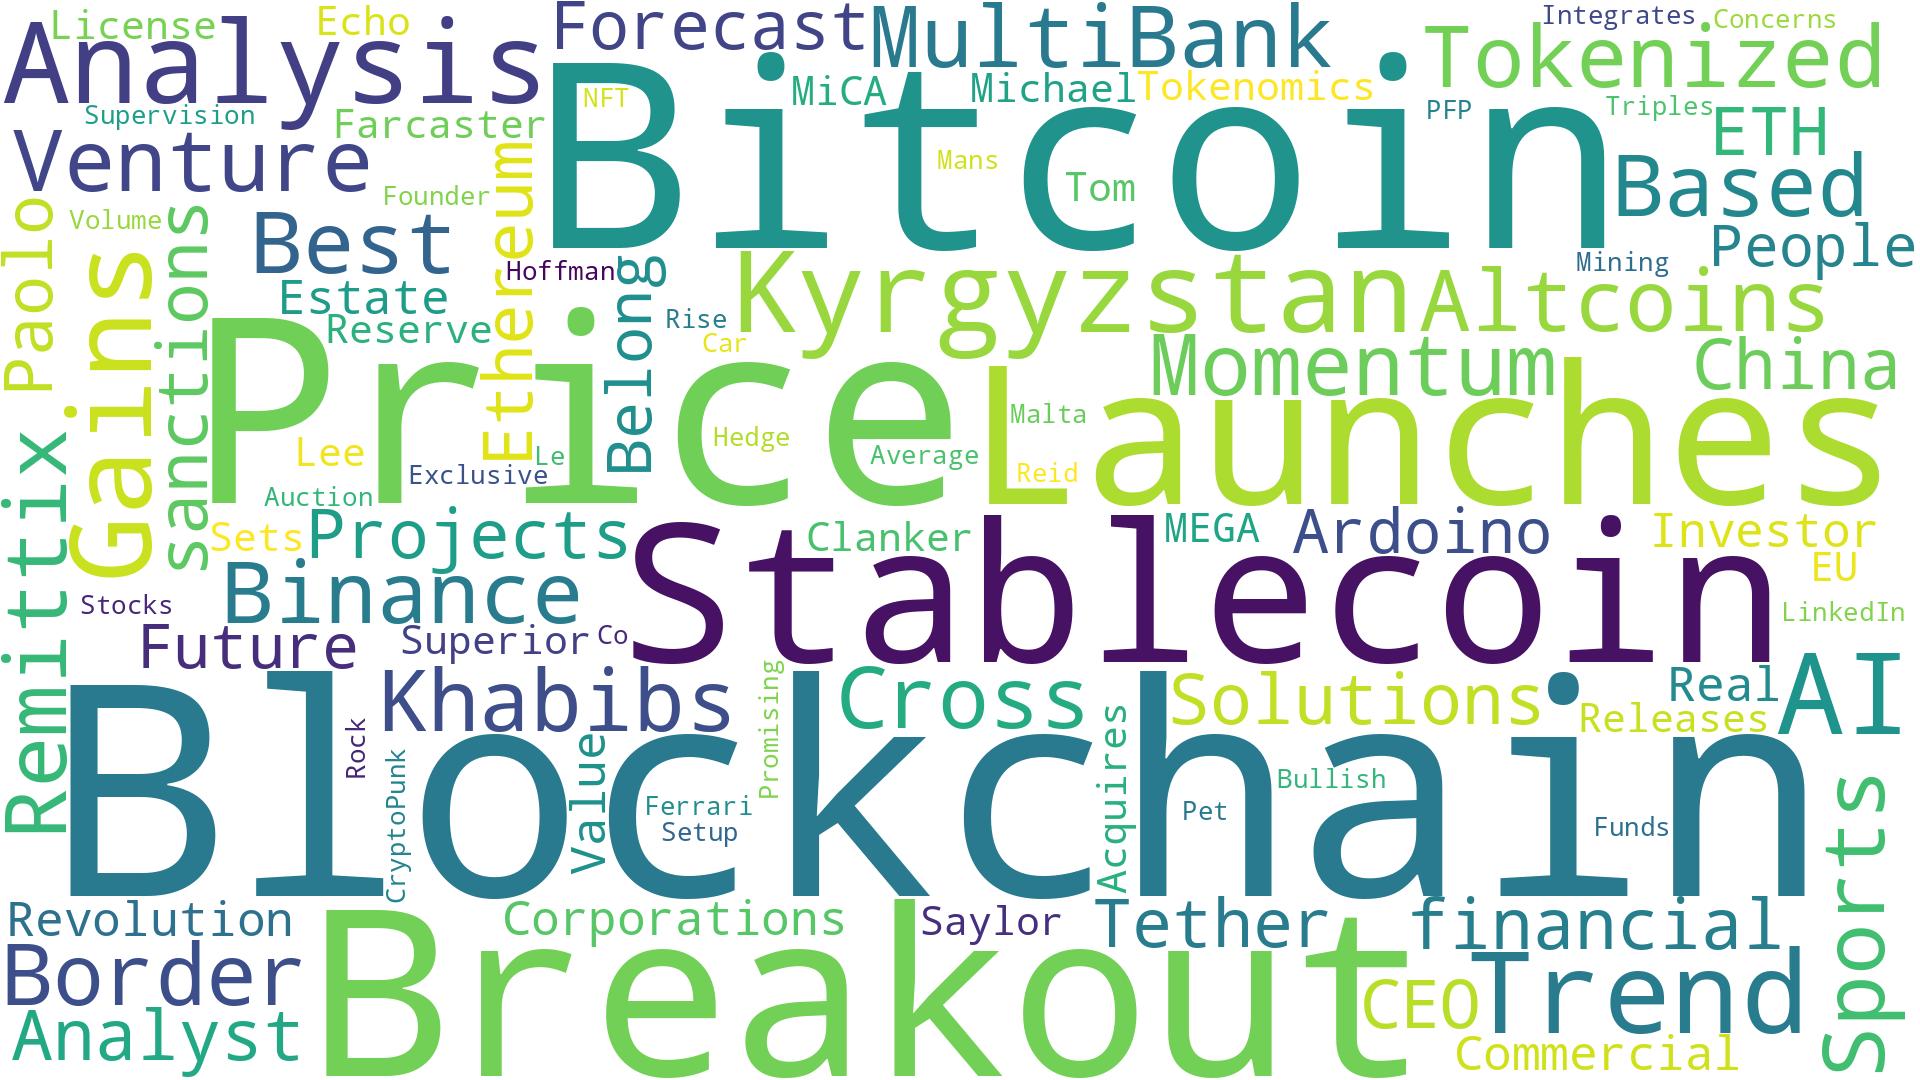 License
Echo
Forecast
MultiBank
Integrates
Concerns
Analysis
Tokenized
Bitcoin
NFT
MiCA
Michael
Tokenomics
PFP
Triples
Supervision
Farcaster
ETH
Venture
Mans
Tom
Based
Founder
Ethereum
Paolo
Volume
sanctions
Best
People
Hoffman
Belong
Kyrgyzstan
Mining
Altcoins
Gains
Estate
Reserve
Rise
Car
Momentum
China
Price
Launches
Malta
Lee
Hedge
Average
Le
Exclusive
Reid
Auction
Remittix
Sets
Projects
Clanker
MEGA
Ardoino
Investor
EU
Stablecoin
Binance
Stocks
LinkedIn
Future
Superior
Co
Khabibs
Promising
Cross
Solutions
Real
AI
Releases
Blockchain
Rock
CryptoPunk
Value
Ferrari
Setup
Acquires
Bullish
Pet
Funds
Sports
Revolution
Corporations
Saylor
Tether
financial
Border
Breakout
CEO
Trend
Analyst
Commercial